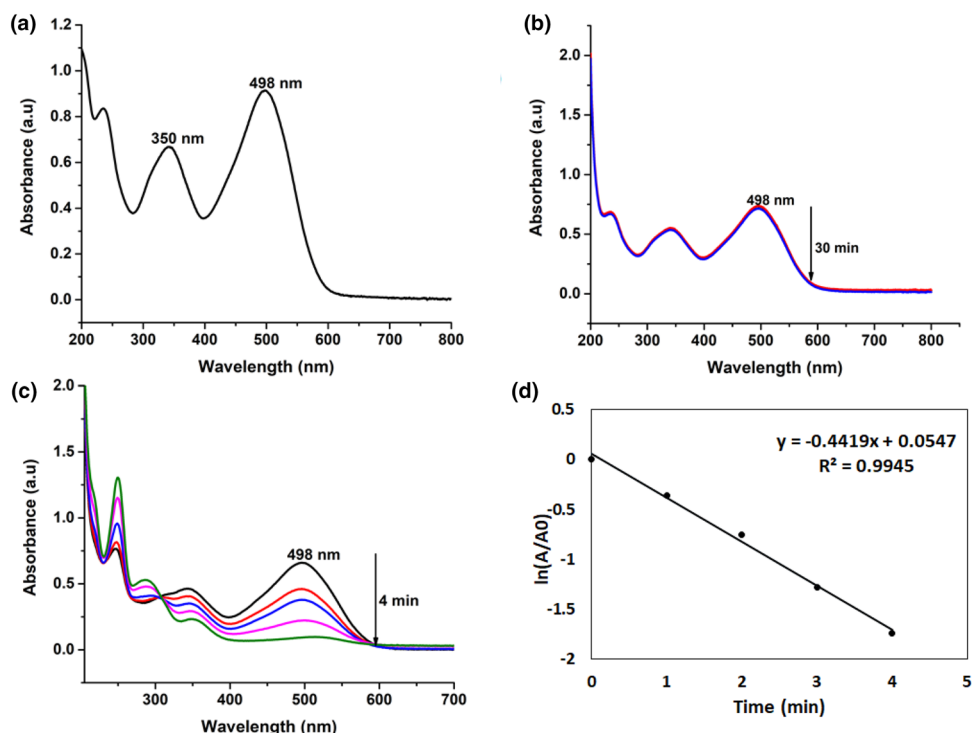 (a)
1.2
1.0
0.8
0.6
0.4
0.2
0.0
Absorbance (a.u)
350 nm
498 nm
200 300 400 500 600 700 800
Wavelength (nm)
(b)
2.0
1.5
1.0
0.5
0.0
Absorbance (a.u)
498 nm
30 min
200 300 400 500 600 700 800
Wavelength (nm)
(c)
2.0
1.5
1.0
0.5
0.0
Absorbance (a.u)
498 nm
4 min
300 400 500 600 700
Wavelength (nm)
(d)
0.5
0
-0.5
-1
-1.5
-2
ln(A/A0)
y = -0.4419x + 0.0547
R² = 0.9945
0 1 2 3 4 5
Time (min)